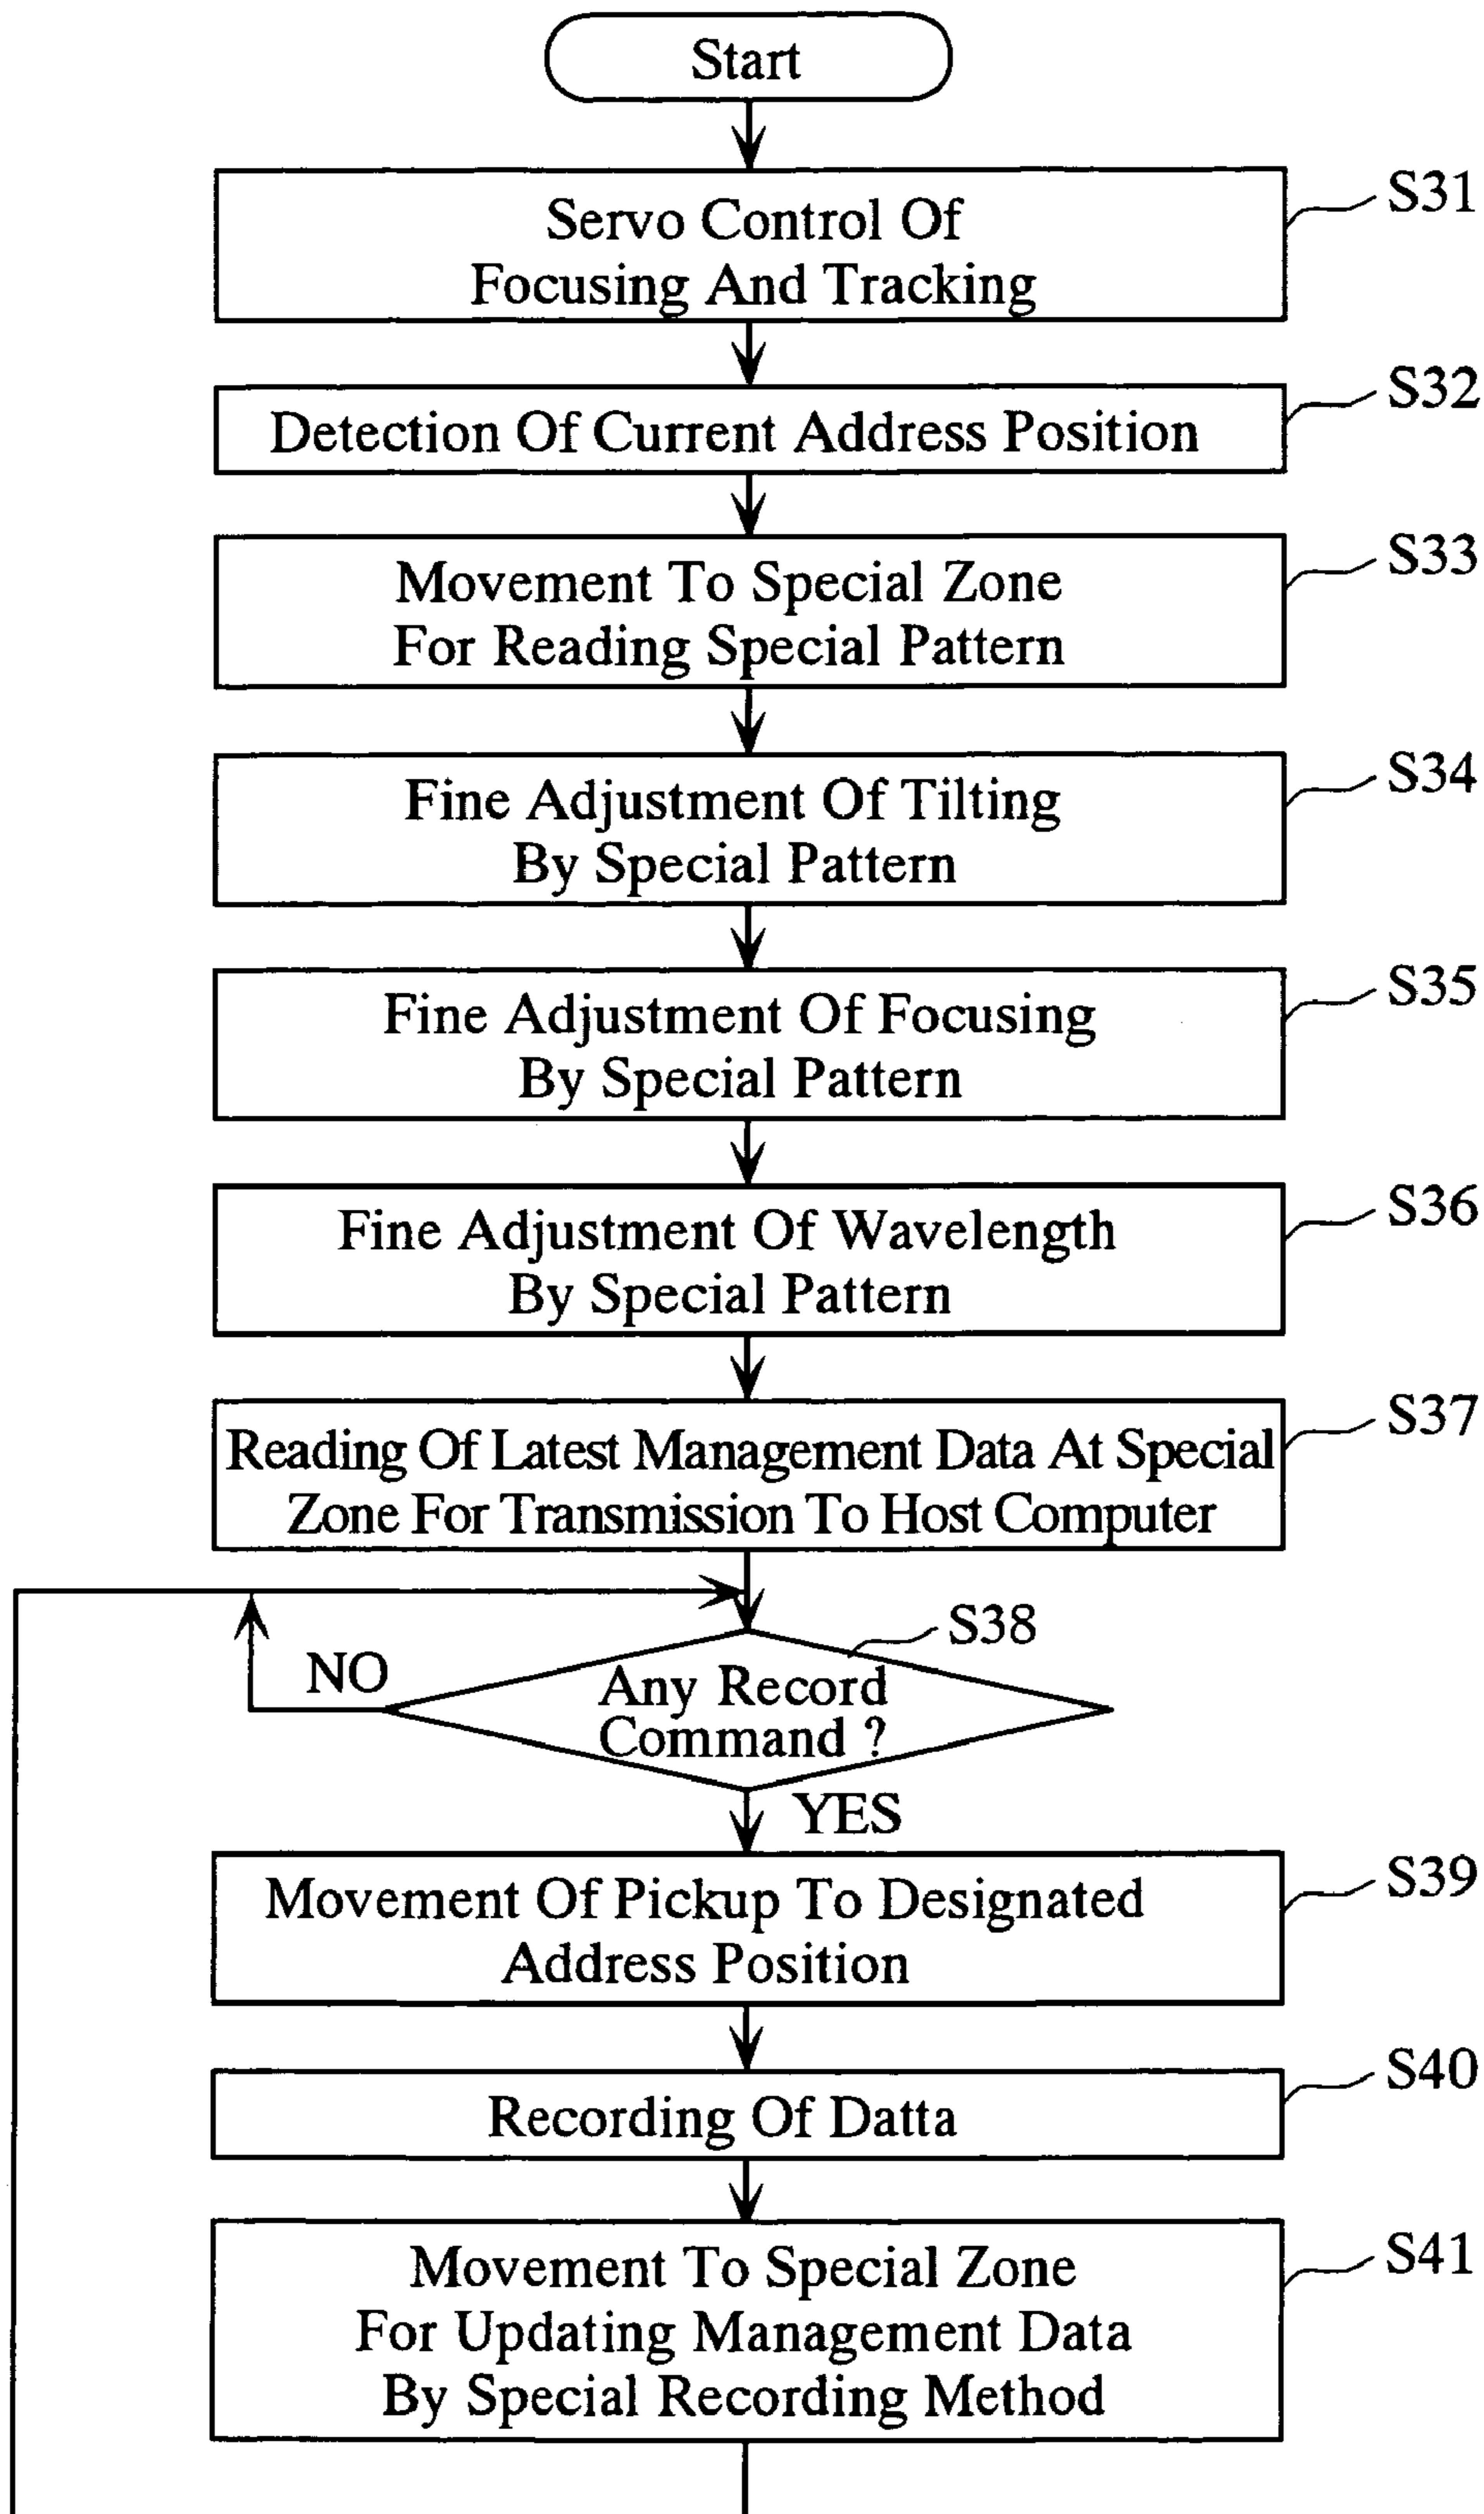 Start
S31
Servo Control Of
Focusing And Tracking
S32
Detection Of Current Address Position
S33
Movement To Special Zone
For Reading Special Pattern
S34
Fine Adjustment Of Tilting
By Special Pattern
S35
Fine Adjustment Of Focusing
By Special Pattern
S36
Fine Adjustment Of Wavelength
By Special Pattern
S37
Reading Of Latest Management Data At Special
Zone For Transmission To Host Computer
S38
NO
Any Record
Command ?
YES
S39
Movement Of Pickup To Designated
Address Position
S40
Recording Of Datta
S41
Movement To Special Zone
For Updating Management Data
By Special Recording Method